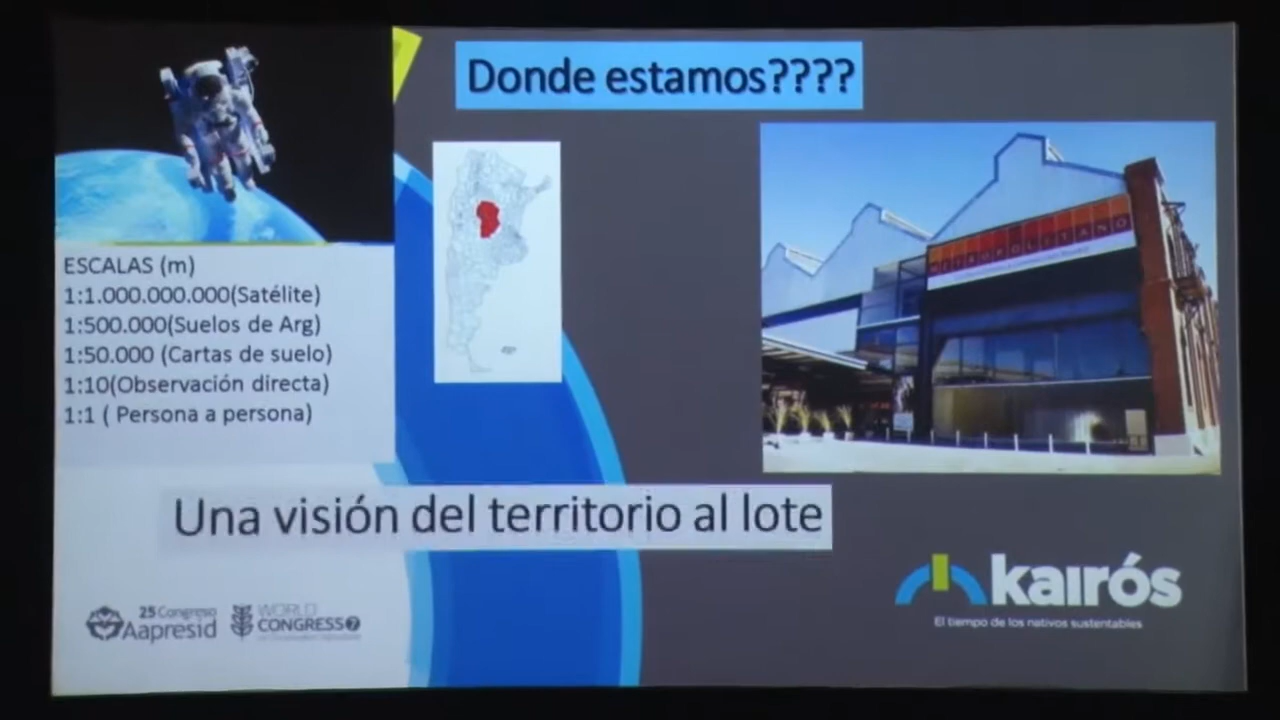 Donde estamos????
ESCALAS (m)
1:1.000.000.000(Satélite)
1:500.000(Suelos de Arg)
1:50.000 (Cartas de suelo)
1:10(Observación directa)
1:1 ( Persona a persona)
METROPOLITANO
Una visión del territorio al lote
25 Congreso
Aapresid
WORLD
CONGRESS
kairós
El tiempo de los nativos sustentables